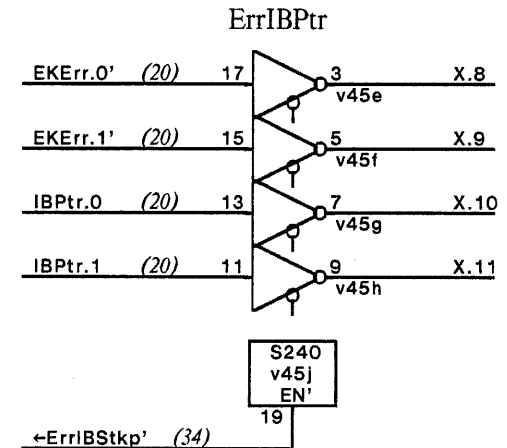 ErrIBPtr
EKErr.0' (20) 17 3 X.8
v45e
EKErr.1' (20) 15 5 X.9
v45f
IBPtr.0 (20) 13 7 X.10
v45g
IBPtr.1 (20) 11 9 X.11
v45h
S240
v45j
EN'
19
←ErrIBStkp' (34)